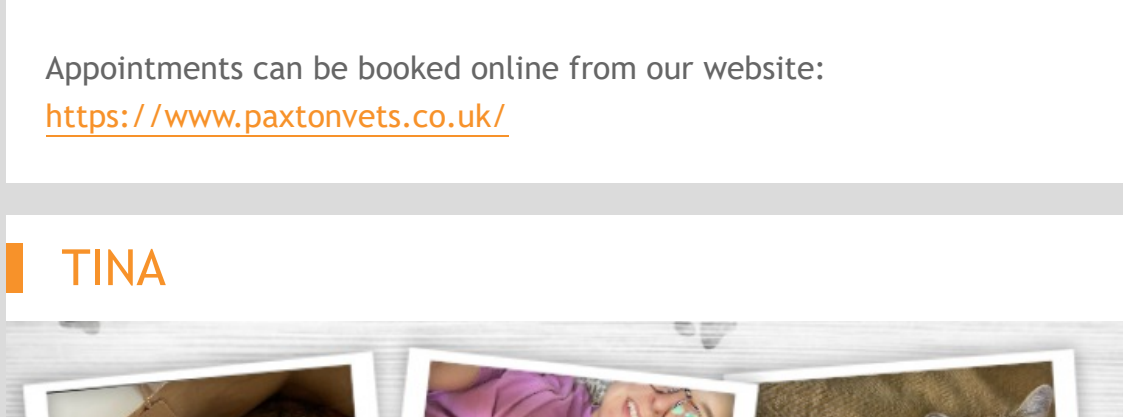 Appointments can be booked online from our website:
https://www.paxtonvets.co.uk/
TINA